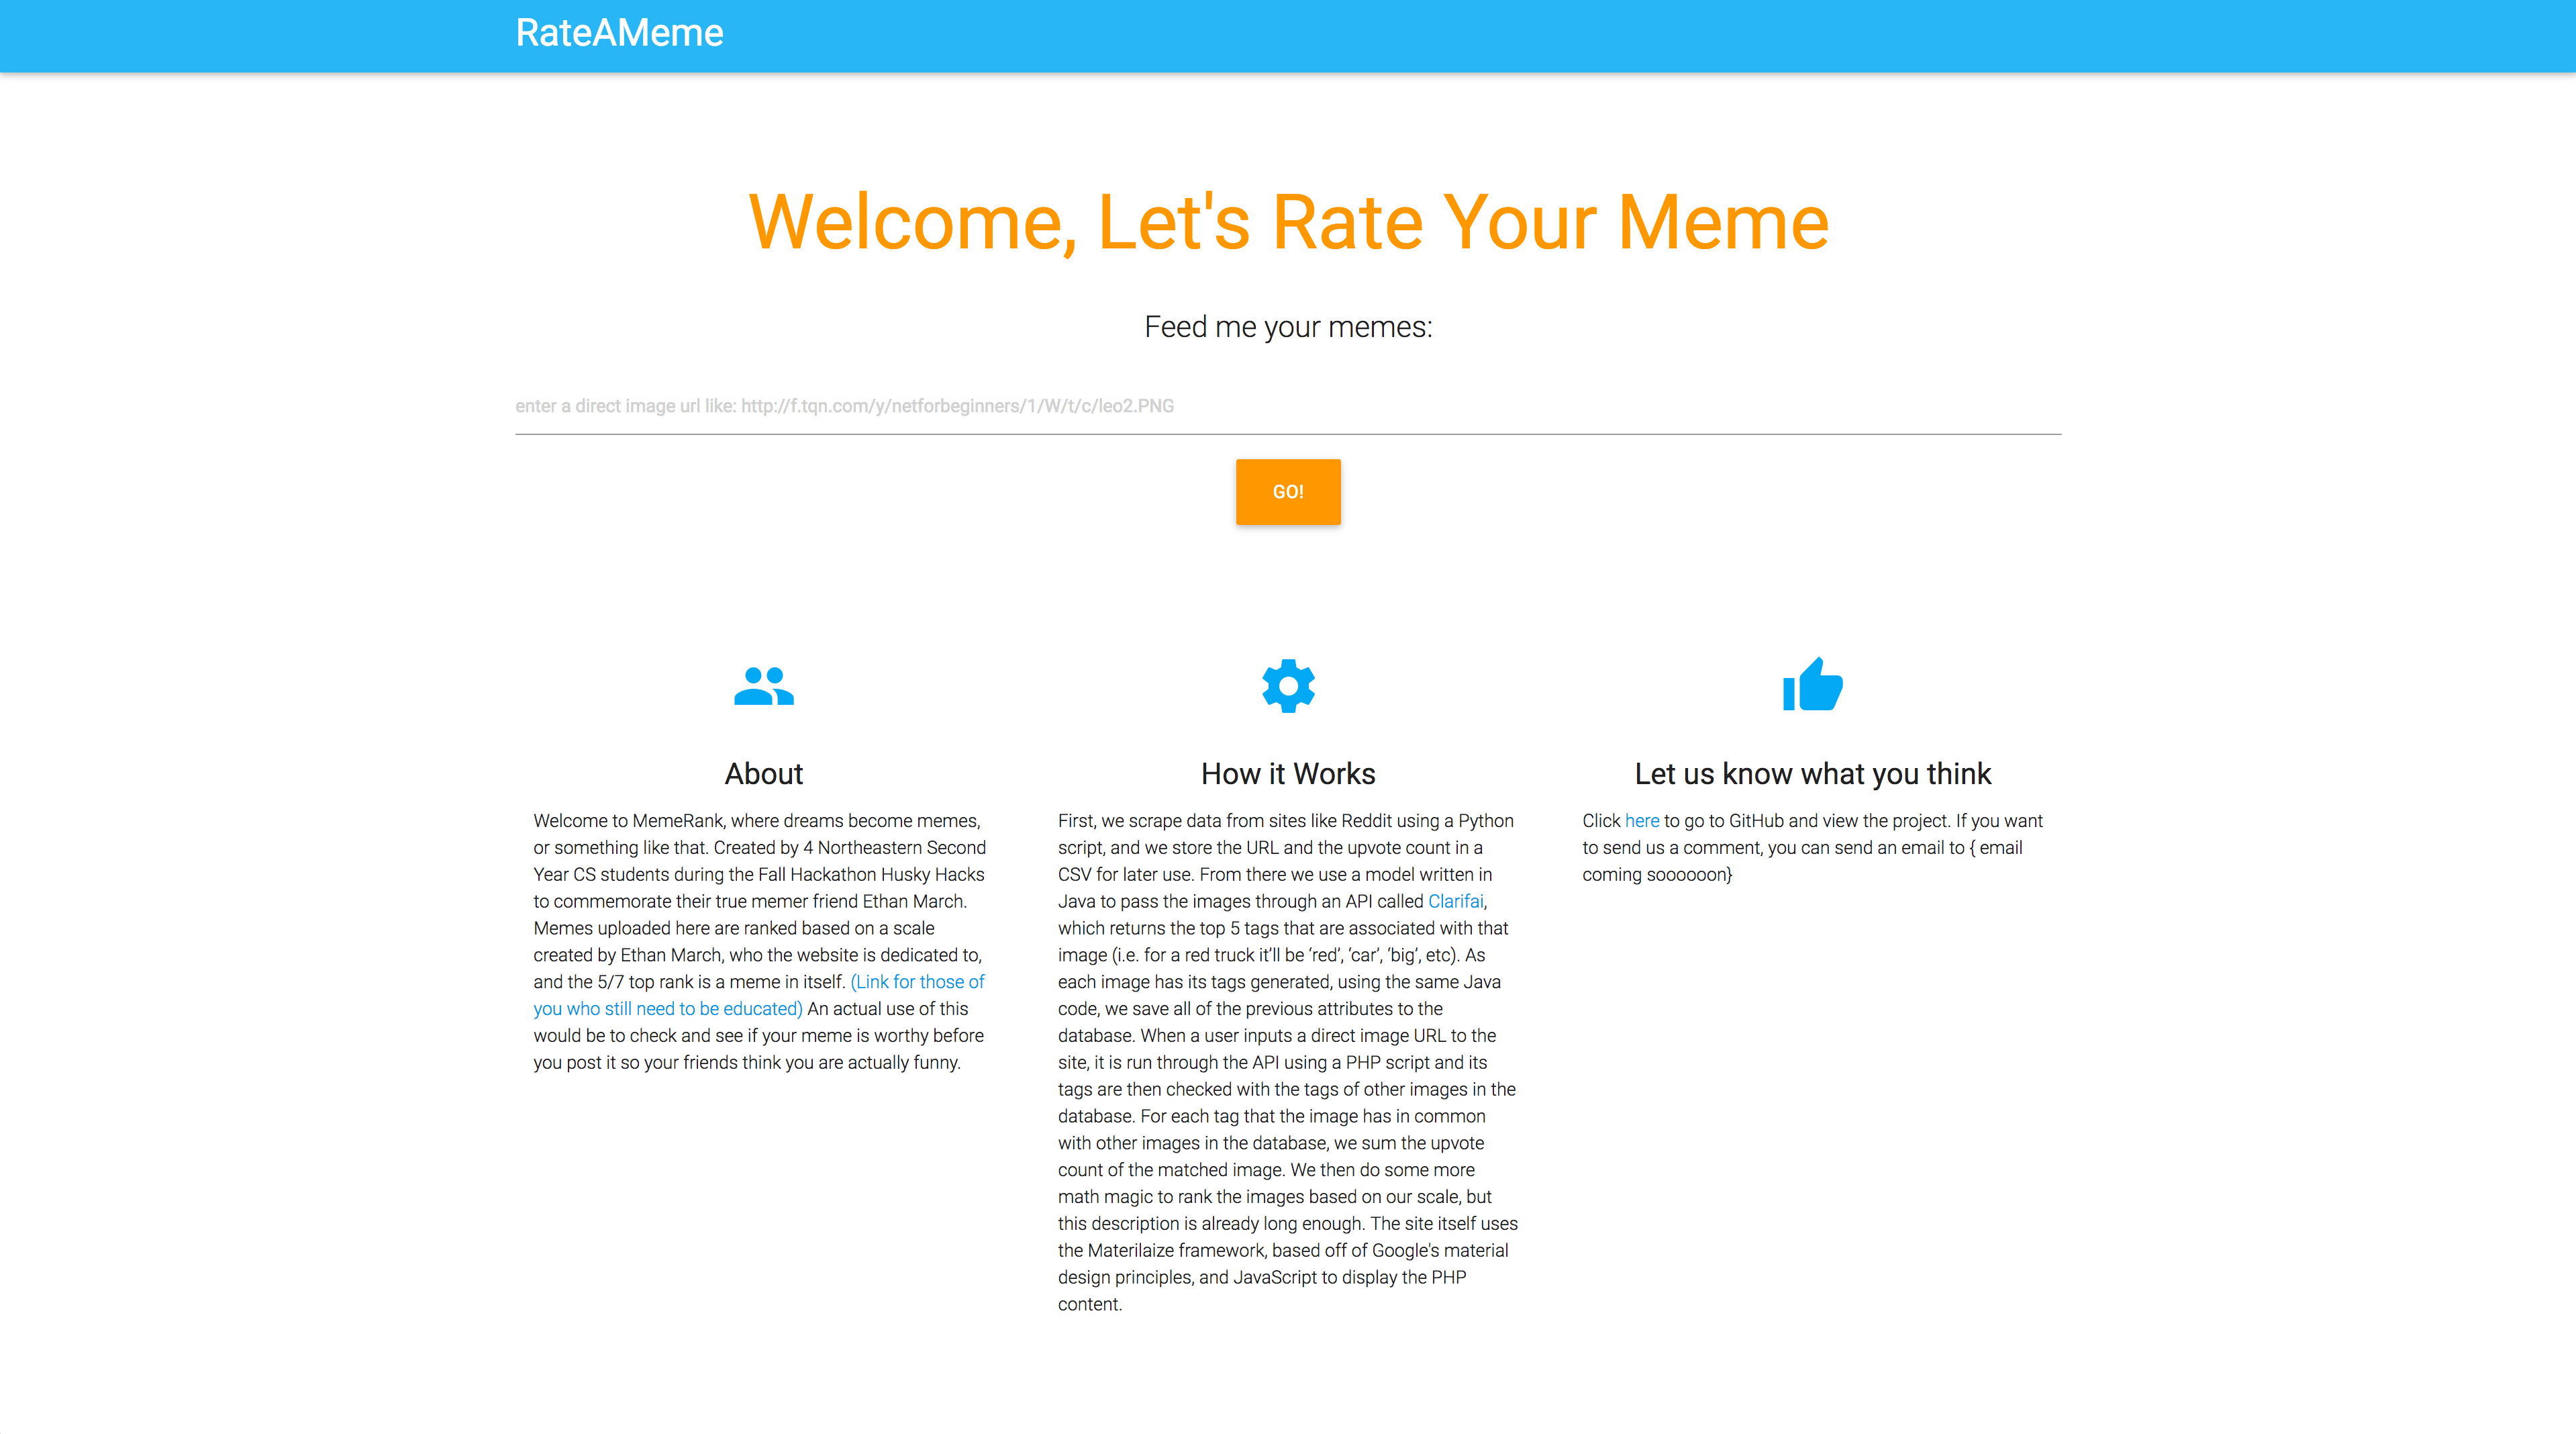 RateAMeme
Welcome, Let's Rate Your Meme
Feed me your memes:
enter a direct image url like: http://f.tqn.com/y/netforbeginners/1/W/t/c/leo2.PNG
GO!
About
Welcome to MemeRank, where dreams become memes,
or something like that. Created by 4 Northeastern Second
Year CS students during the Fall Hackathon Husky Hacks
to commemorate their true memer friend Ethan March.
Memes uploaded here are ranked based on a scale
created by Ethan March, who the website is dedicated to,
and the 5/7 top rank is a meme in itself. (Link for those of
you who still need to be educated) An actual use of this
would be to check and see if your meme is worthy before
you post it so your friends think you are actually funny.
How it Works
First, we scrape data from sites like Reddit using a Python
script, and we store the URL and the upvote count in a
CSV for later use. From there we use a model written in
Java to pass the images through an API called Clarifai,
which returns the top 5 tags that are associated with that
image (i.e. for a red truck it’ll be ‘red’, ‘car’, ‘big’, etc). As
each image has its tags generated, using the same Java
code, we save all of the previous attributes to the
database. When a user inputs a direct image URL to the
site, it is run through the API using a PHP script and its
tags are then checked with the tags of other images in the
database. For each tag that the image has in common
with other images in the database, we sum the upvote
count of the matched image. We then do some more
math magic to rank the images based on our scale, but
this description is already long enough. The site itself uses
the Materilaize framework, based off of Google's material
design principles, and JavaScript to display the PHP
content.
Let us know what you think
Click here to go to GitHub and view the project. If you want
to send us a comment, you can send an email to { email
coming soooooon}